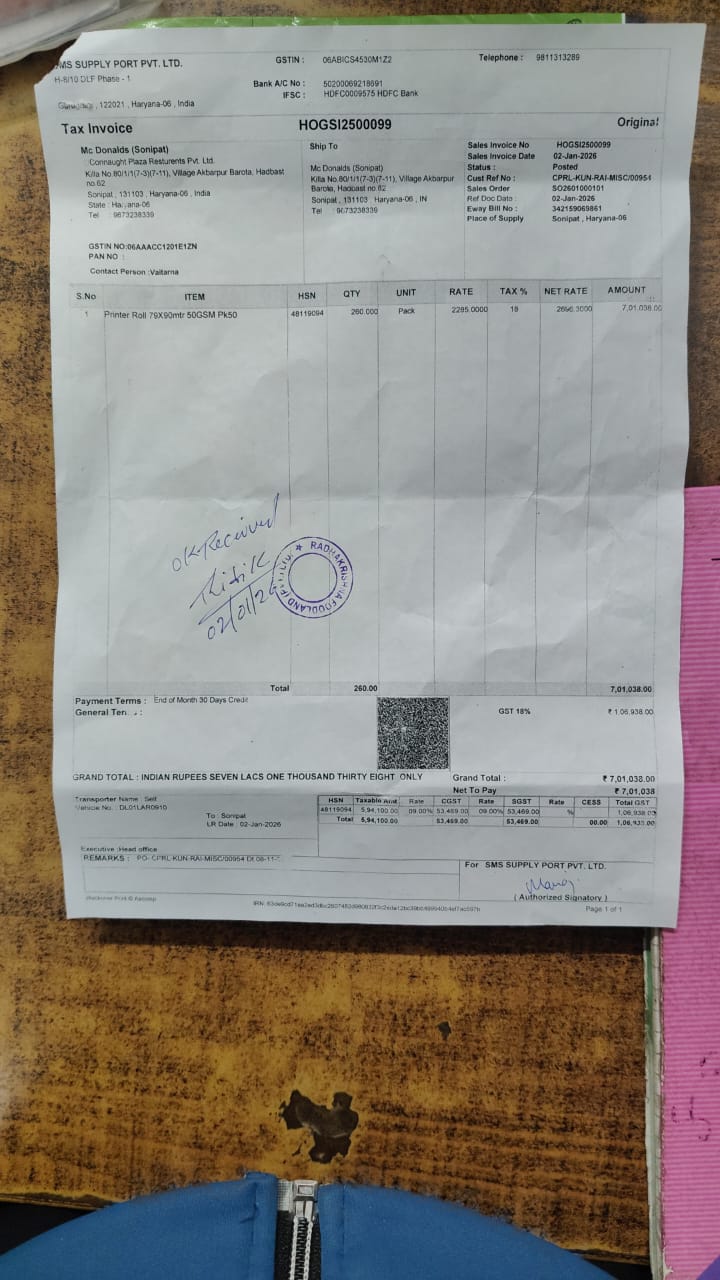 SMS SUPPLY PORT PVT. LTD.
H-8/10 DLF Phase - 1
, 122021 , Haryana-06 , India
GSTIN : 06ABICS4530M1Z2
Telephone : 9811313289
Bank A/C No : 50200069218691
IFSC : HDFC0009575 HDFC Bank
Tax Invoice
HOGSI2500099
Original
Mc Donalds (Sonipat)
Connaught Plaza Resturents Pvt. Ltd.
Killa No.80/1/1(7-3)(7-11), Village Akbarpur Barota, Hadbast
no.62
Sonipat , 131103 , Haryana-06 , India
State : Haryana-06
Tel : 9873238339
GSTIN NO:06AAACC1201E1ZN
PAN NO :
Contact Person :Vaitarna
Ship To
Mc Donalds (Sonipat)
Killa No.80/1/1(7-3)(7-11), Village Akbarpur
Barota, Hadbast no.62
Sonipat, 131103 Haryana-06 , IN
Tel : 9873238339
Sales Invoice No HOGSI2500099
Sales Invoice Date 02-Jan-2026
Status : Posted
Cust Ref No : CPRL-KUN-RAI-MISC/00954
Sales Order SO2601000101
Ref Doc Date : 02-Jan-2026
Eway Bill No : 342159069861
Place of Supply Sonipat , Haryana-06
S.No ITEM HSN QTY UNIT RATE TAX % NET RATE AMOUNT
1 Printer Roll 79X90mtr 50GSM Pk50 48119094 260.000 Pack 2285.0000 18 2696.3000 7,01,038.00
OK Received
02/01/26
RADHAKRISHNA FOODLAND (PVT.) LTD.
Total 260.00 7,01,038.00
Payment Terms : End of Month 30 Days Credit
General :
GST 18% ₹ 1,06,938.00
GRAND TOTAL : INDIAN RUPEES SEVEN LACS ONE THOUSAND THIRTY EIGHT ONLY
Grand Total : ₹ 7,01,038.00
Net To Pay ₹ 7,01,038
Transporter Name : Self
Vehicle No. DL01LAR0910
To : Sonipat
LR Date : 02-Jan-2026
HSN Taxable Amt Rate CGST Rate SGST Rate CESS Total GST
48119094 5,94,100.00 09.00% 53,469.00 09.00% 53,469.00 % 1,06,938.00
Total 5,94,100.00 53,469.00 53,469.00 00.00 1,06,938.00
Executive :Head office
REMARKS : PO- CPRL-KUN-RAI-MISC/00954
For SMS SUPPLY PORT PVT. LTD.
Manoj
( Authorized Signatory )
Page 1 of 1